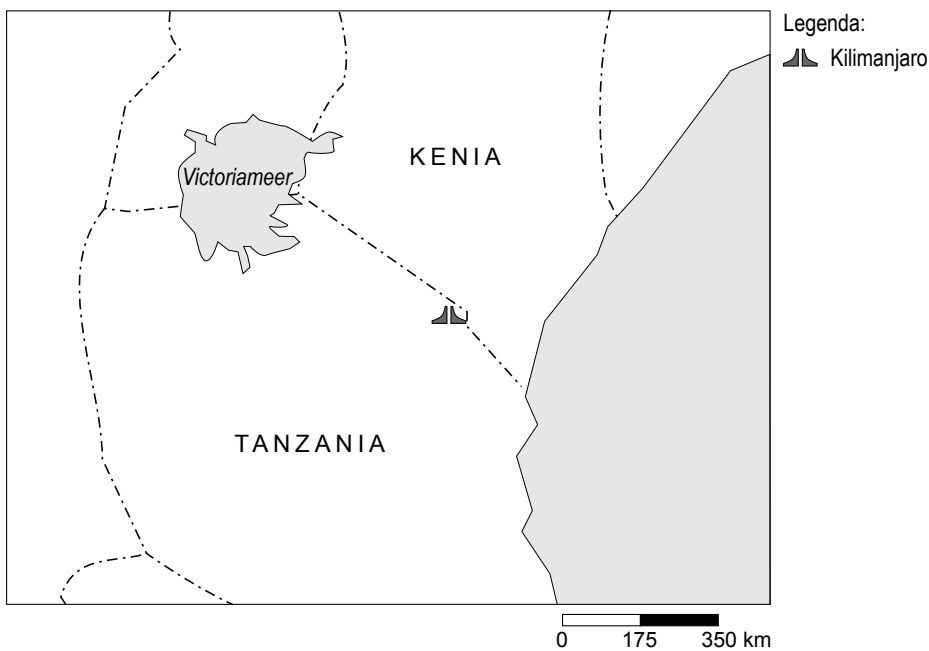 Legenda:
Kilimanjaro
KENIA
Victoriameer
TANZANIA
0 175 350 km